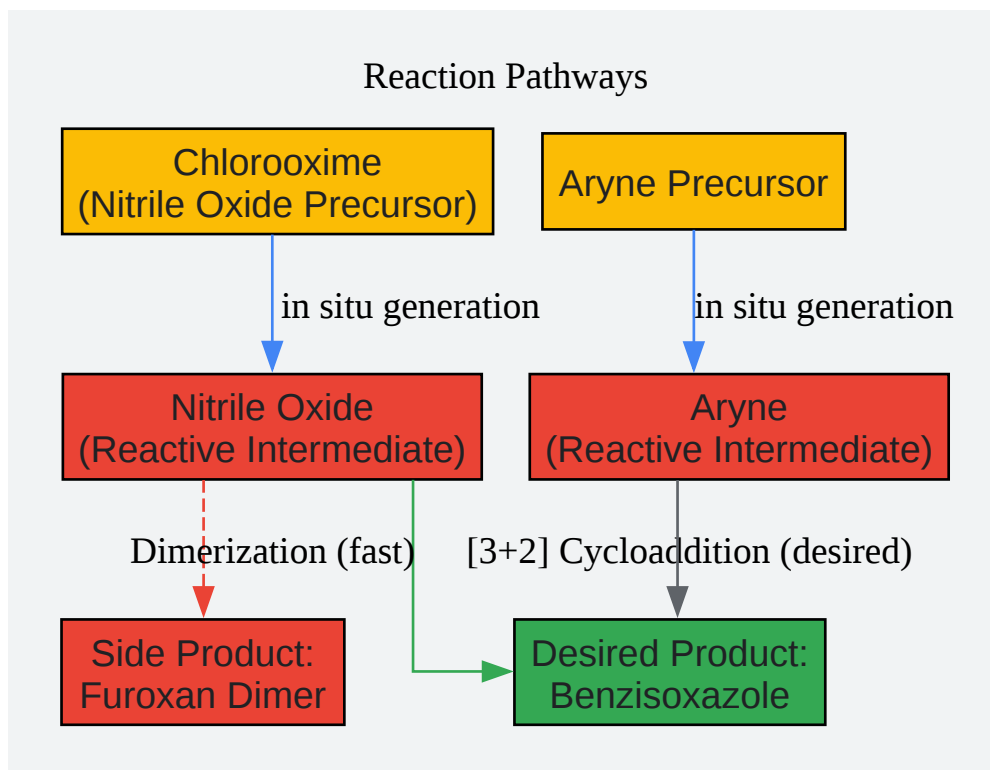 Reaction Pathways
Chlorooxime
(Nitrile Oxide Precursor)
Aryne Precursor
in situ generation
in situ generation
Nitrile Oxide
(Reactive Intermediate)
Aryne
(Reactive Intermediate)
Dimerization (fast)
[3+2] Cycloaddition (desired)
Side Product:
Furoxan Dimer
Desired Product:
Benzisoxazole